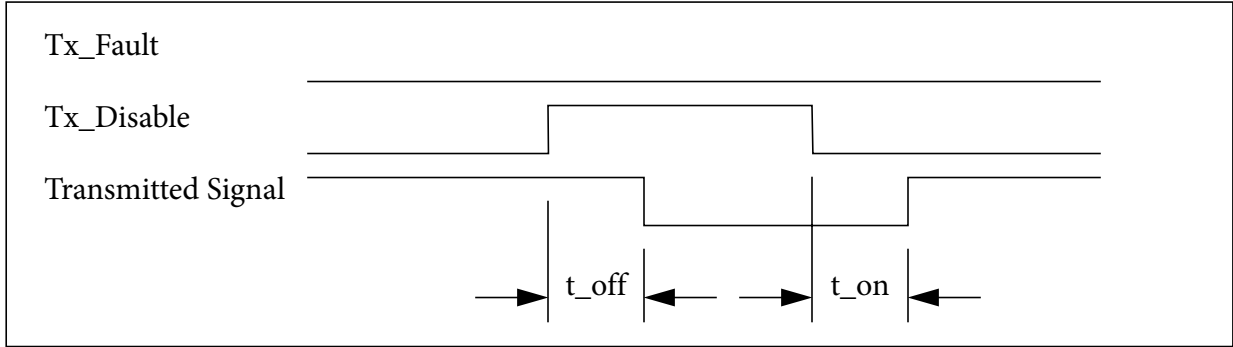 Tx_Fault
Tx_Disable
Transmitted Signal
t_off
t_on